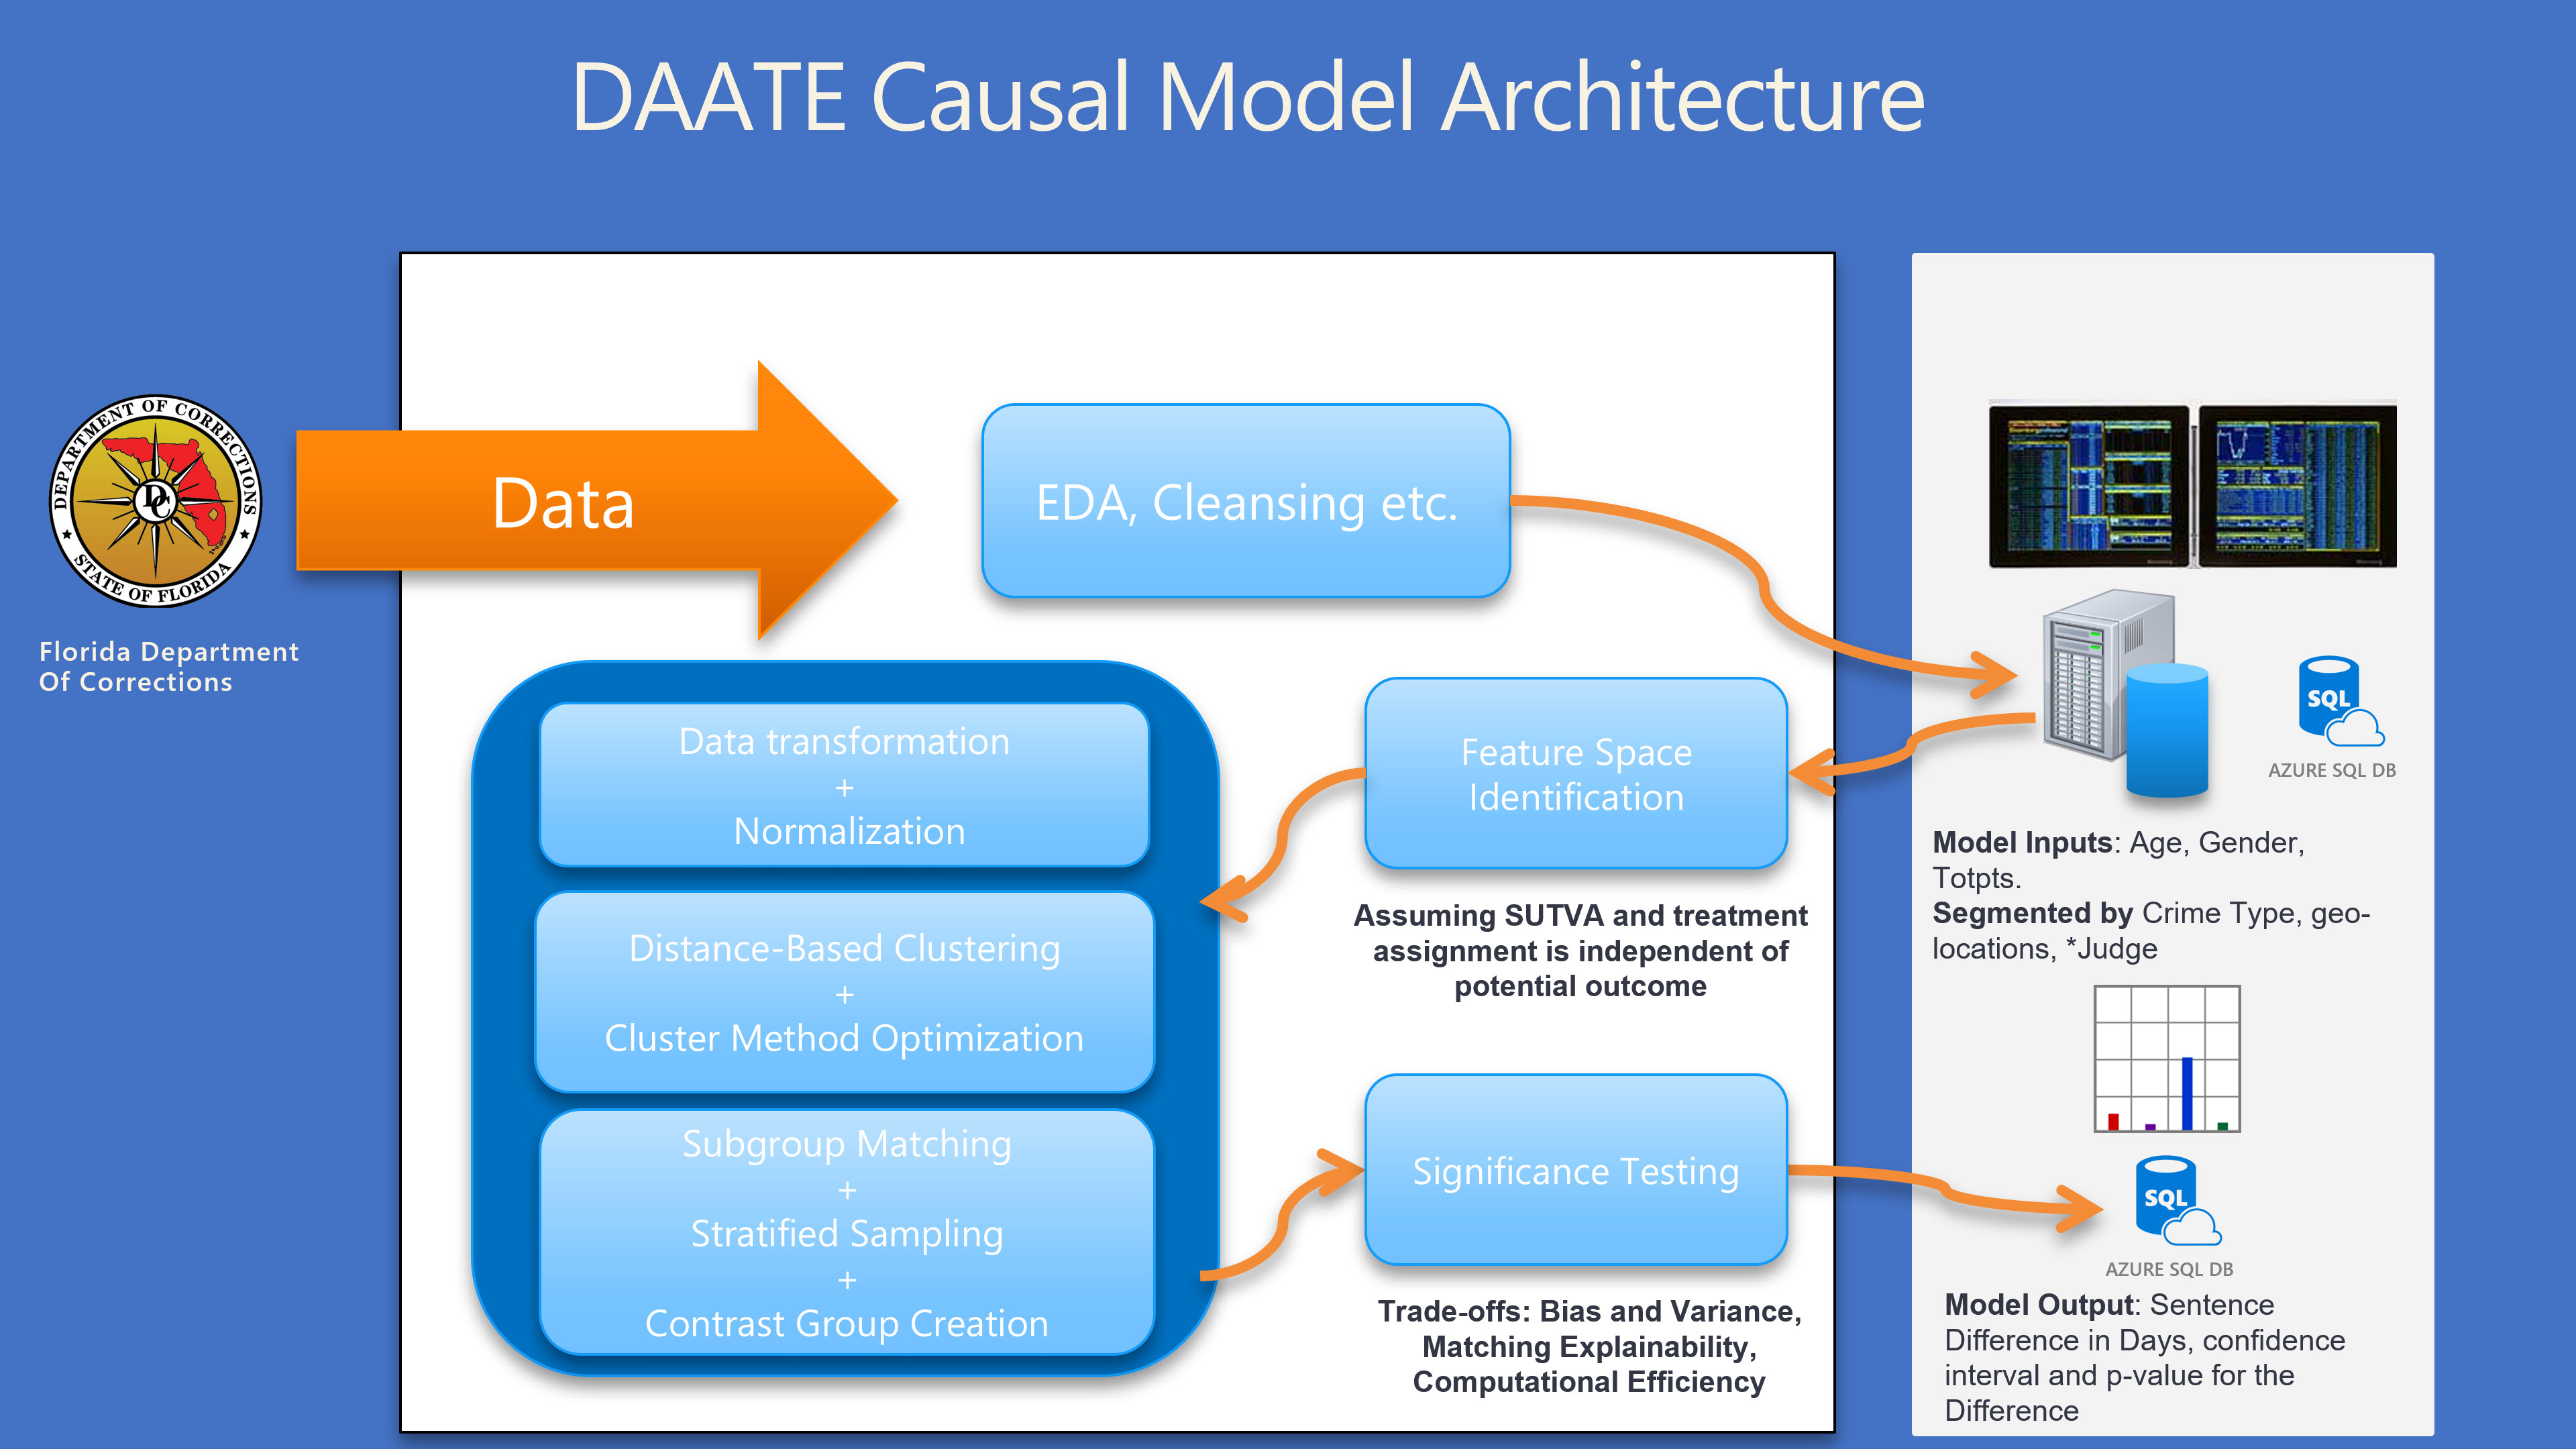 DAATE Causal Model Architecture
DEPARTMENT OF CORRECTIONS
DC
STATE OF FLORIDA
Florida Department
Of Corrections
Data
EDA, Cleansing etc.
Data transformation
+
Normalization
Distance-Based Clustering
+
Cluster Method Optimization
Subgroup Matching
+
Stratified Sampling
+
Contrast Group Creation
Feature Space
Identification
Assuming SUTVA and treatment
assignment is independent of
potential outcome
Significance Testing
Trade-offs: Bias and Variance,
Matching Explainability,
Computational Efficiency
SQL
AZURE SQL DB
Model Inputs: Age, Gender,
Totpts.
Segmented by Crime Type, geo-
locations, *Judge
SQL
AZURE SQL DB
Model Output: Sentence
Difference in Days, confidence
interval and p-value for the
Difference